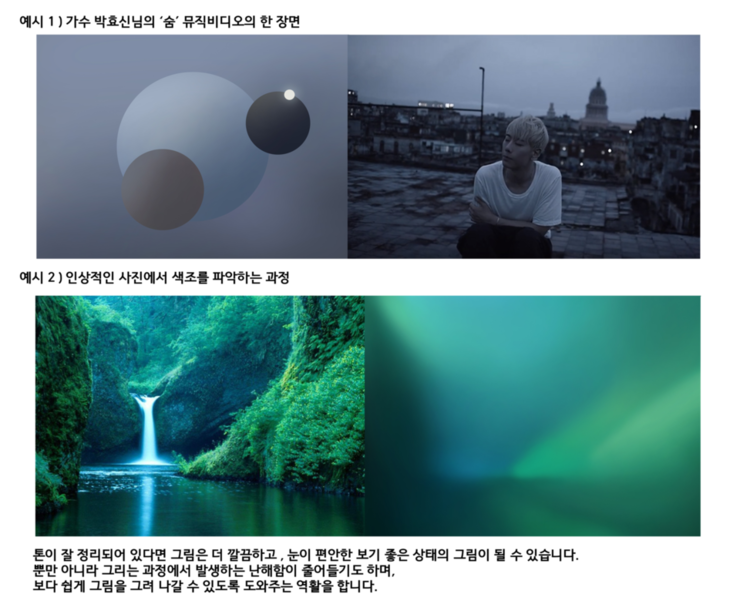 예시 1 ) 가수 박효신님의 ‘숨’ 뮤직비디오의 한 장면
예시 2 ) 인상적인 사진에서 색조를 파악하는 과정
톤이 잘 정리되어 있다면 그림은 더 깔끔하고 , 눈이 편안한 보기 좋은 상태의 그림이 될 수 있습니다.
뿐만 아니라 그리는 과정에서 발생하는 난해함이 줄어들기도 하며,
보다 쉽게 그림을 그려 나갈 수 있도록 도와주는 역활을 합니다.